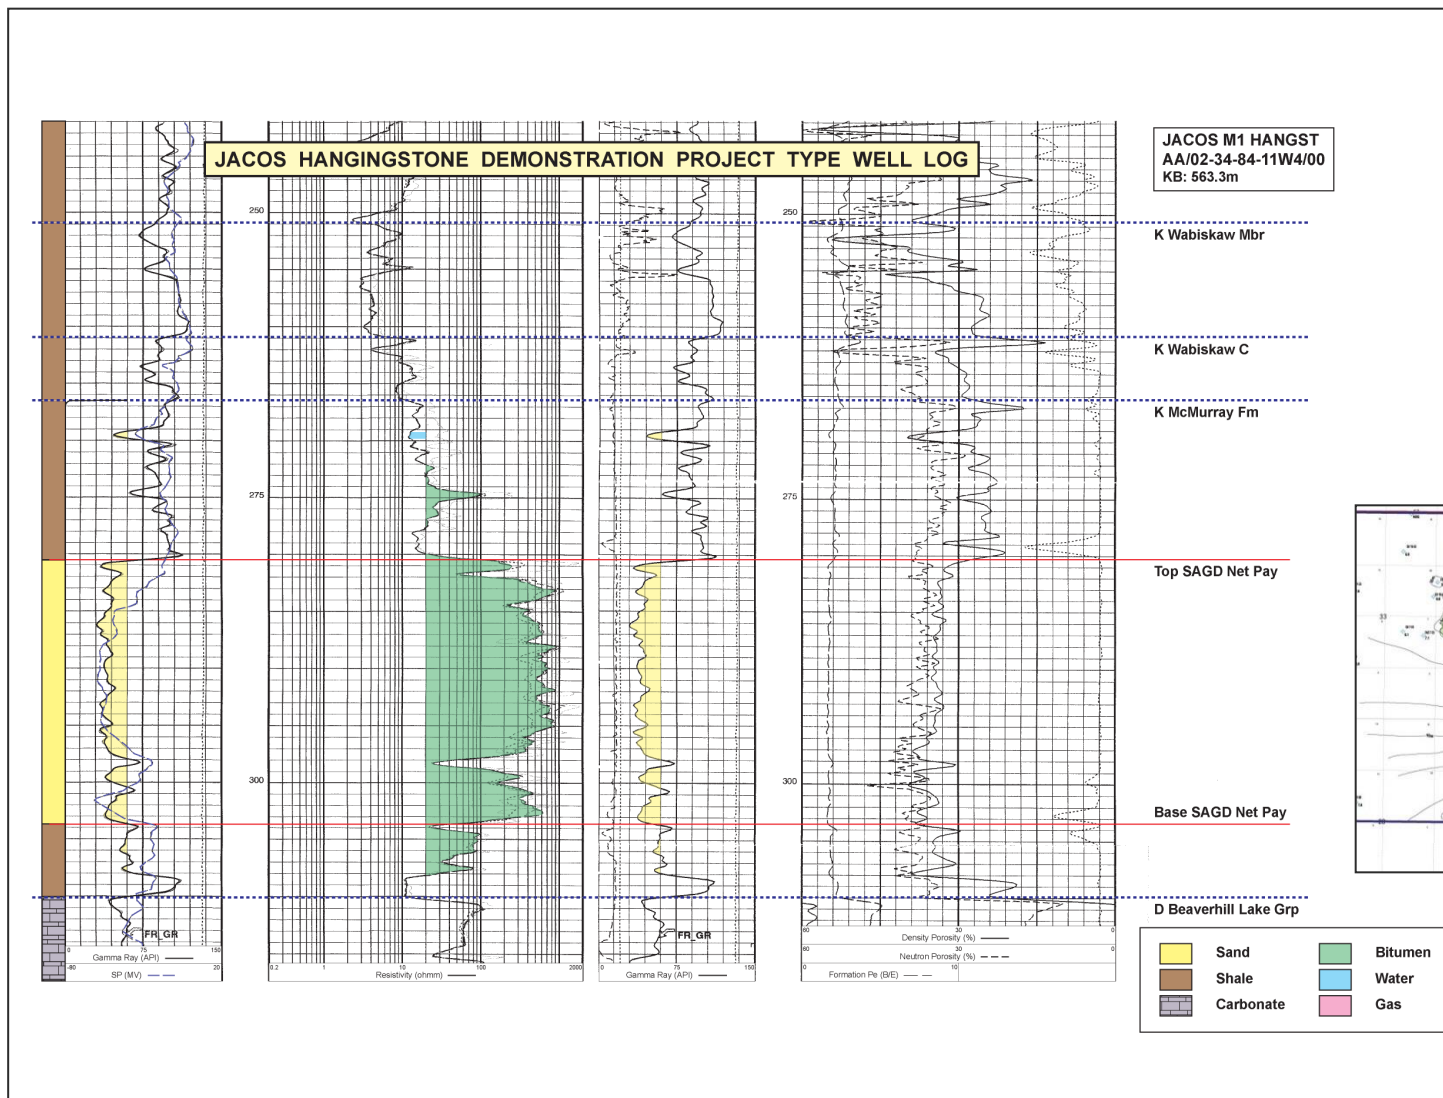 JACOS HANGINGSTONE DEMONSTRATION PROJECT TYPE WELL LOG
JACOS M1 HANGST
AA/02-34-84-11W4/00
KB: 563.3m
250
250
K Wabiskaw Mbr
K Wabiskaw C
K McMurray Fm
275
275
Top SAGD Net Pay
33
300
300
Base SAGD Net Pay
D Beaverhill Lake Grp
FR_GR
FR_GR
0 75 150
Gamma Ray (API)
-80 20
SP (MV)
0.2 1 10 100 2000
Resistivity (ohmm)
0 75 150
Gamma Ray (API)
60 30 0
Density Porosity (%)
60 30 0
Neutron Porosity (%)
0 10
Formation Pe (B/E)
Sand
Bitumen
Shale
Water
Carbonate
Gas